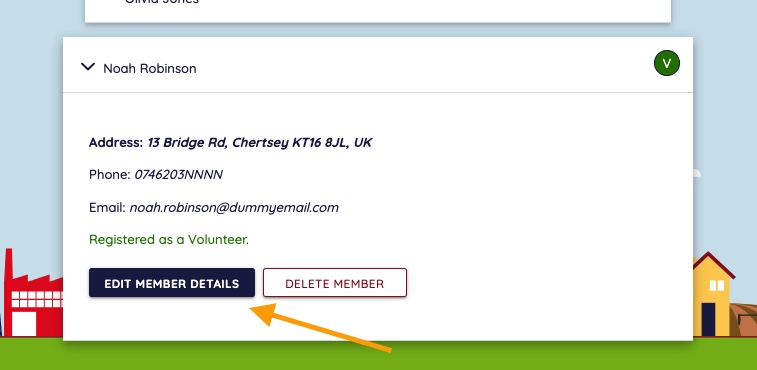 Olivia Jones
Noah Robinson
V
Address: 13 Bridge Rd, Chertsey KT16 8JL, UK
Phone: 0746203NNNN
Email: noah.robinson@dummyemail.com
Registered as a Volunteer.
EDIT MEMBER DETAILS
DELETE MEMBER